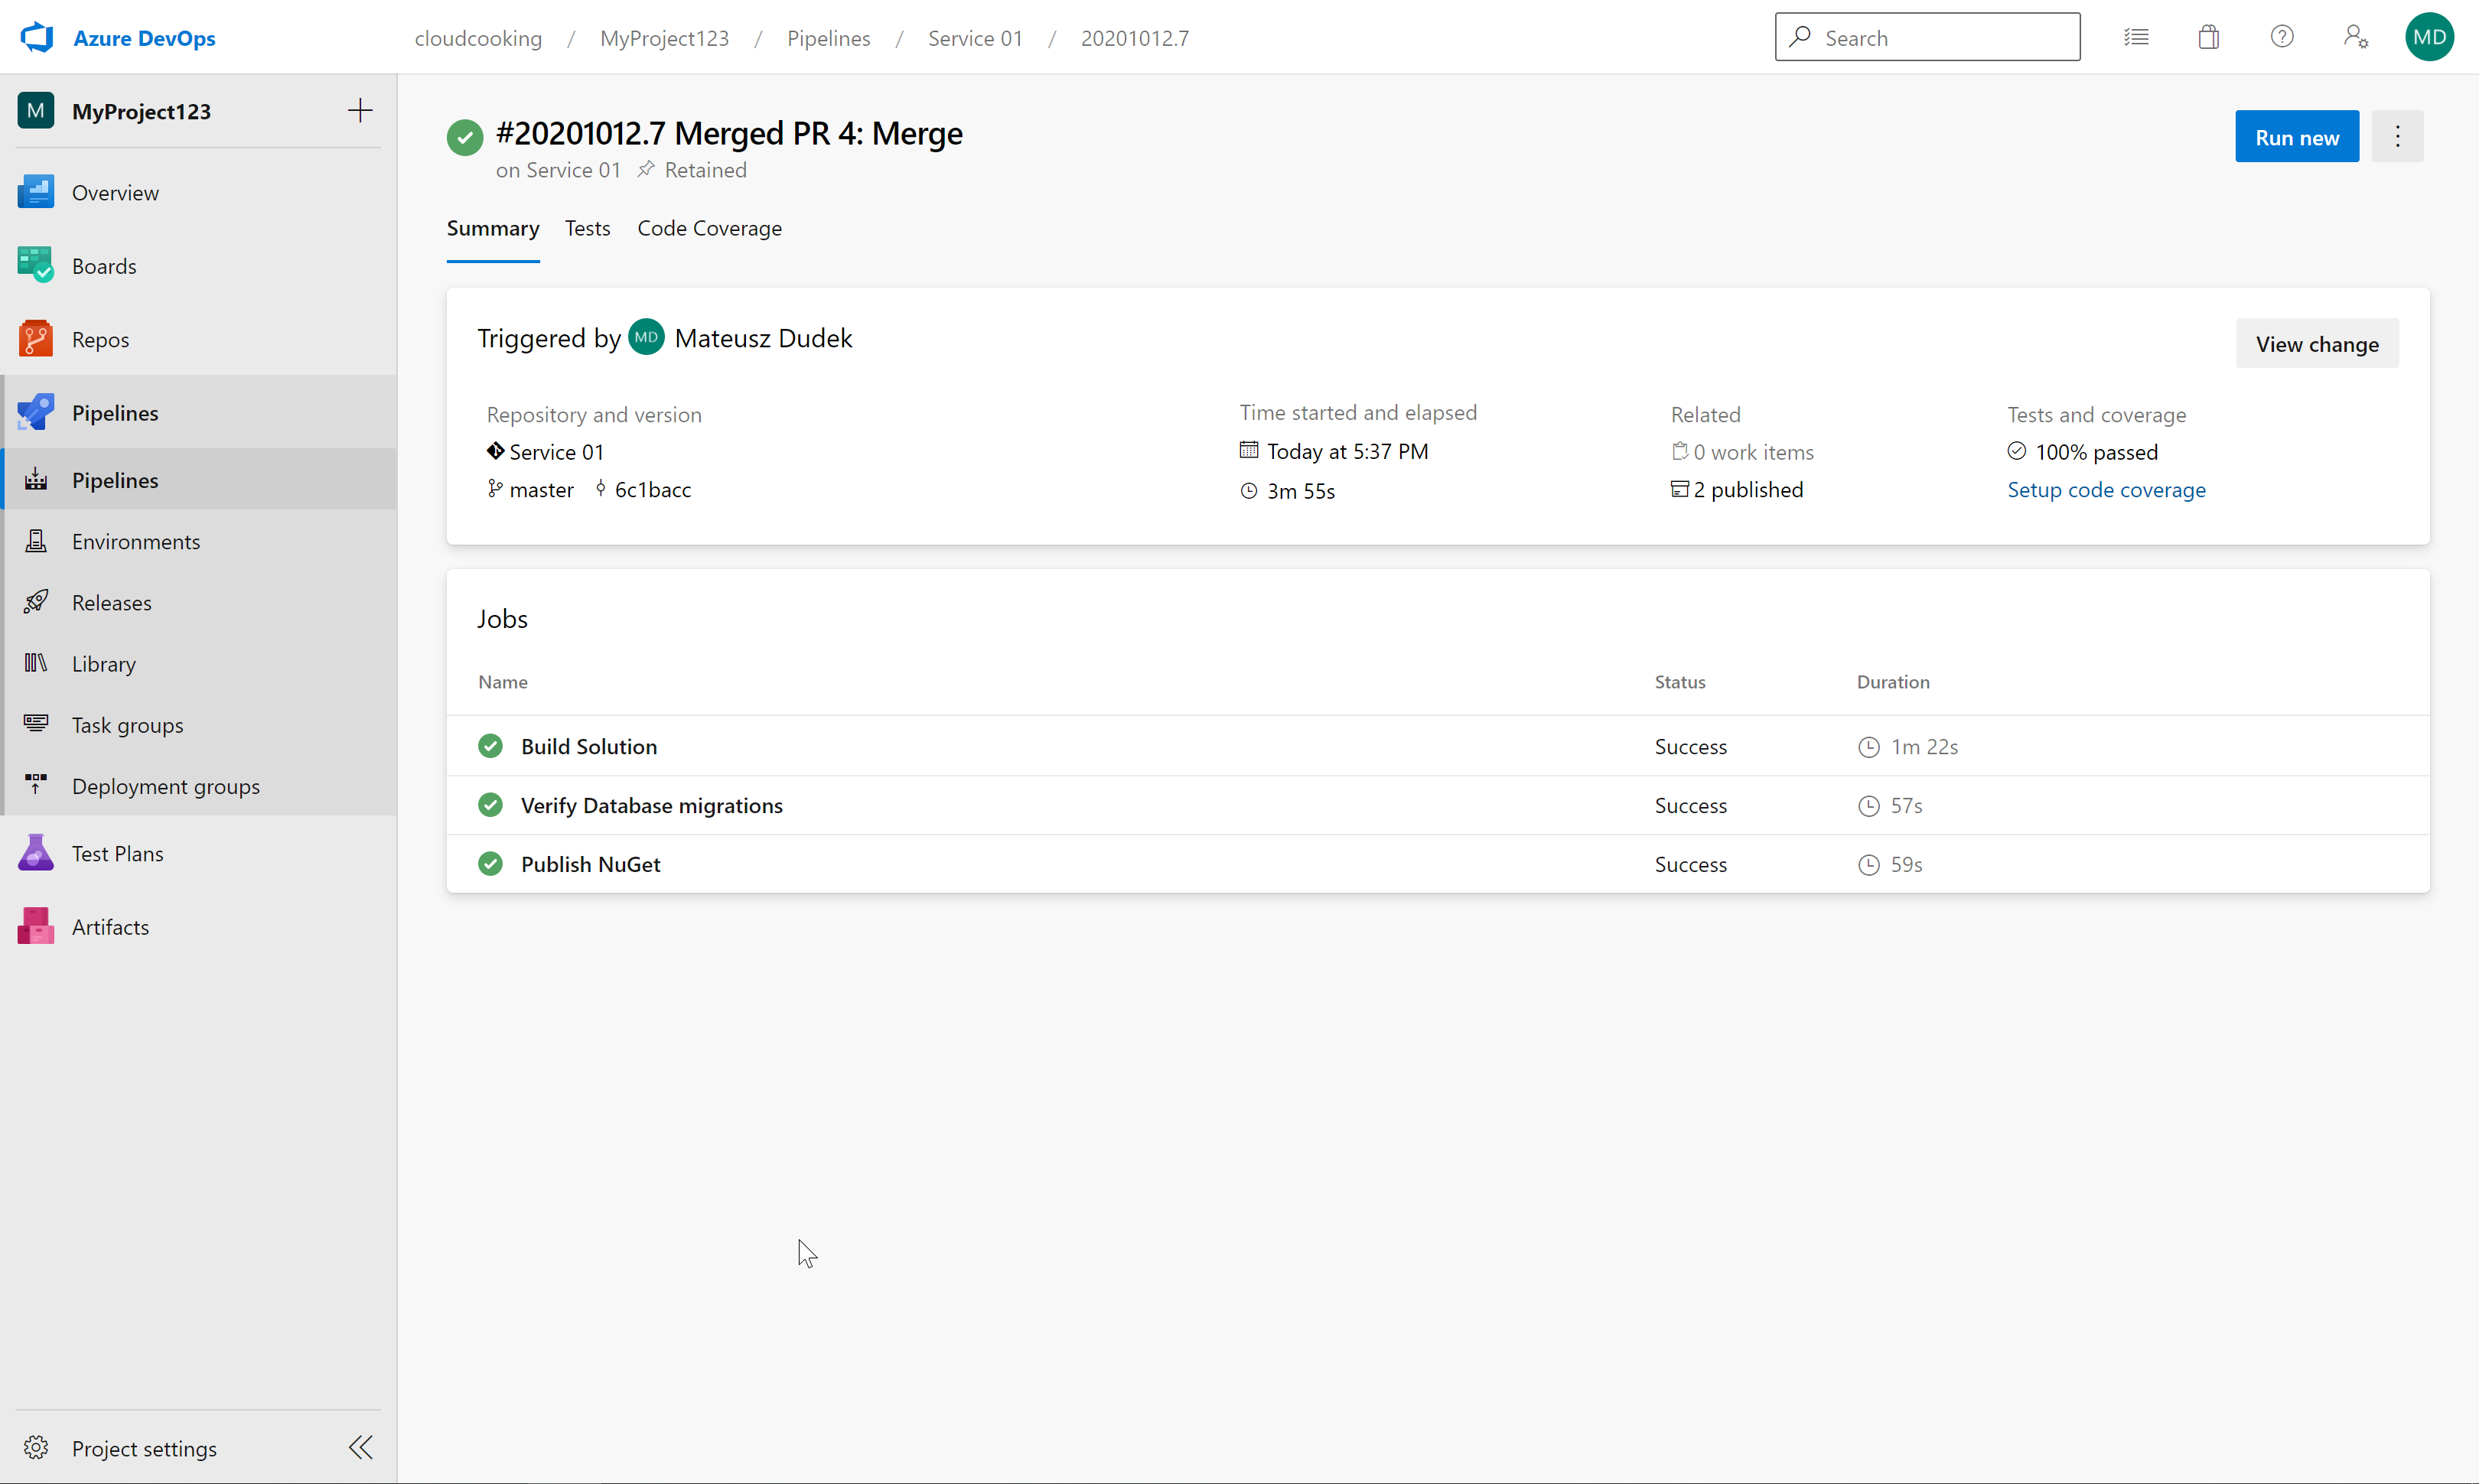 Azure DevOps
cloudcooking / MyProject123 / Pipelines / Service 01 / 20201012.7
Search
MD
M MyProject123
Overview
Boards
Repos
Pipelines
Pipelines
Environments
Releases
Library
Task groups
Deployment groups
Test Plans
Artifacts
Project settings
#20201012.7 Merged PR 4: Merge
on Service 01 Retained
Run new
Summary Tests Code Coverage
Triggered by MD Mateusz Dudek
View change
Repository and version
Service 01
master 6c1bacc
Time started and elapsed
Today at 5:37 PM
3m 55s
Related
0 work items
2 published
Tests and coverage
100% passed
Setup code coverage
Jobs
Name Status Duration
Build Solution Success 1m 22s
Verify Database migrations Success 57s
Publish NuGet Success 59s